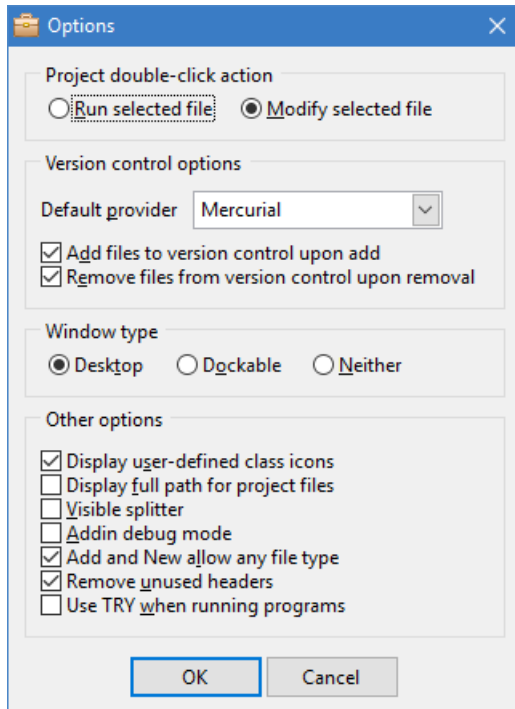 Options
Project double-click action
Run selected file Modify selected file
Version control options
Default provider Mercurial
Add files to version control upon add
Remove files from version control upon removal
Window type
Desktop Dockable Neither
Other options
Display user-defined class icons
Display full path for project files
Visible splitter
Addin debug mode
Add and New allow any file type
Remove unused headers
Use TRY when running programs
OK Cancel